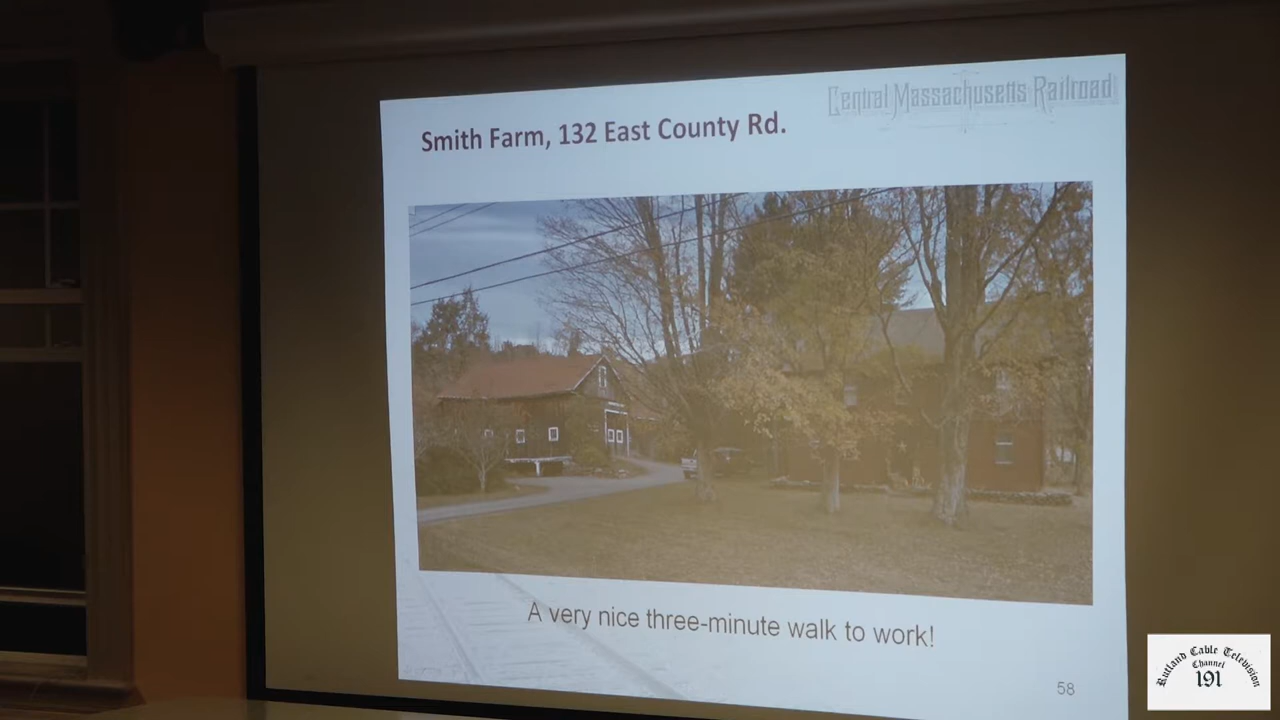 Central Massachusetts Railroad
Smith Farm, 132 East County Rd.
A very nice three-minute walk to work!
58
Rutland Cable Television
Channel
191